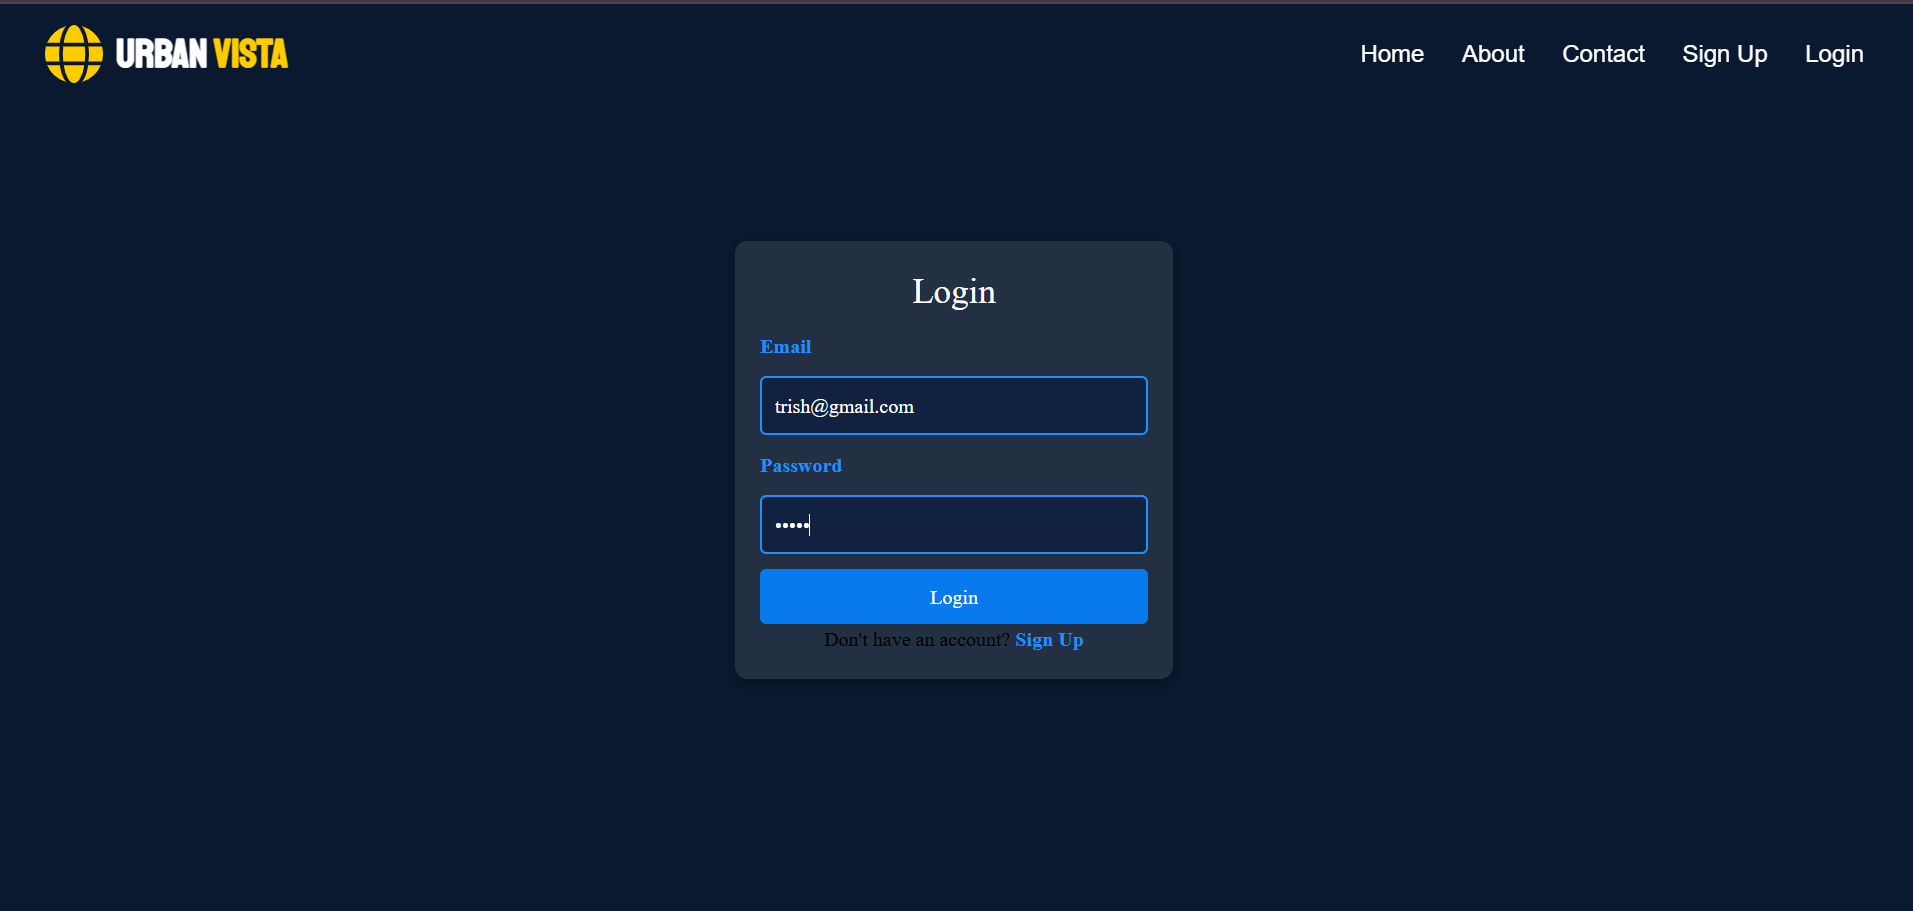 URBAN VISTA
Home About Contact Sign Up Login
Login
Email
trish@gmail.com
Password
•••••
Login
Don't have an account? Sign Up